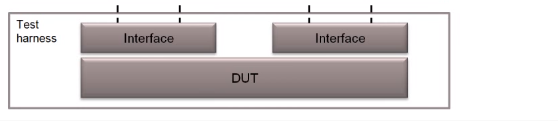 Test
harness
Interface
Interface
DUT